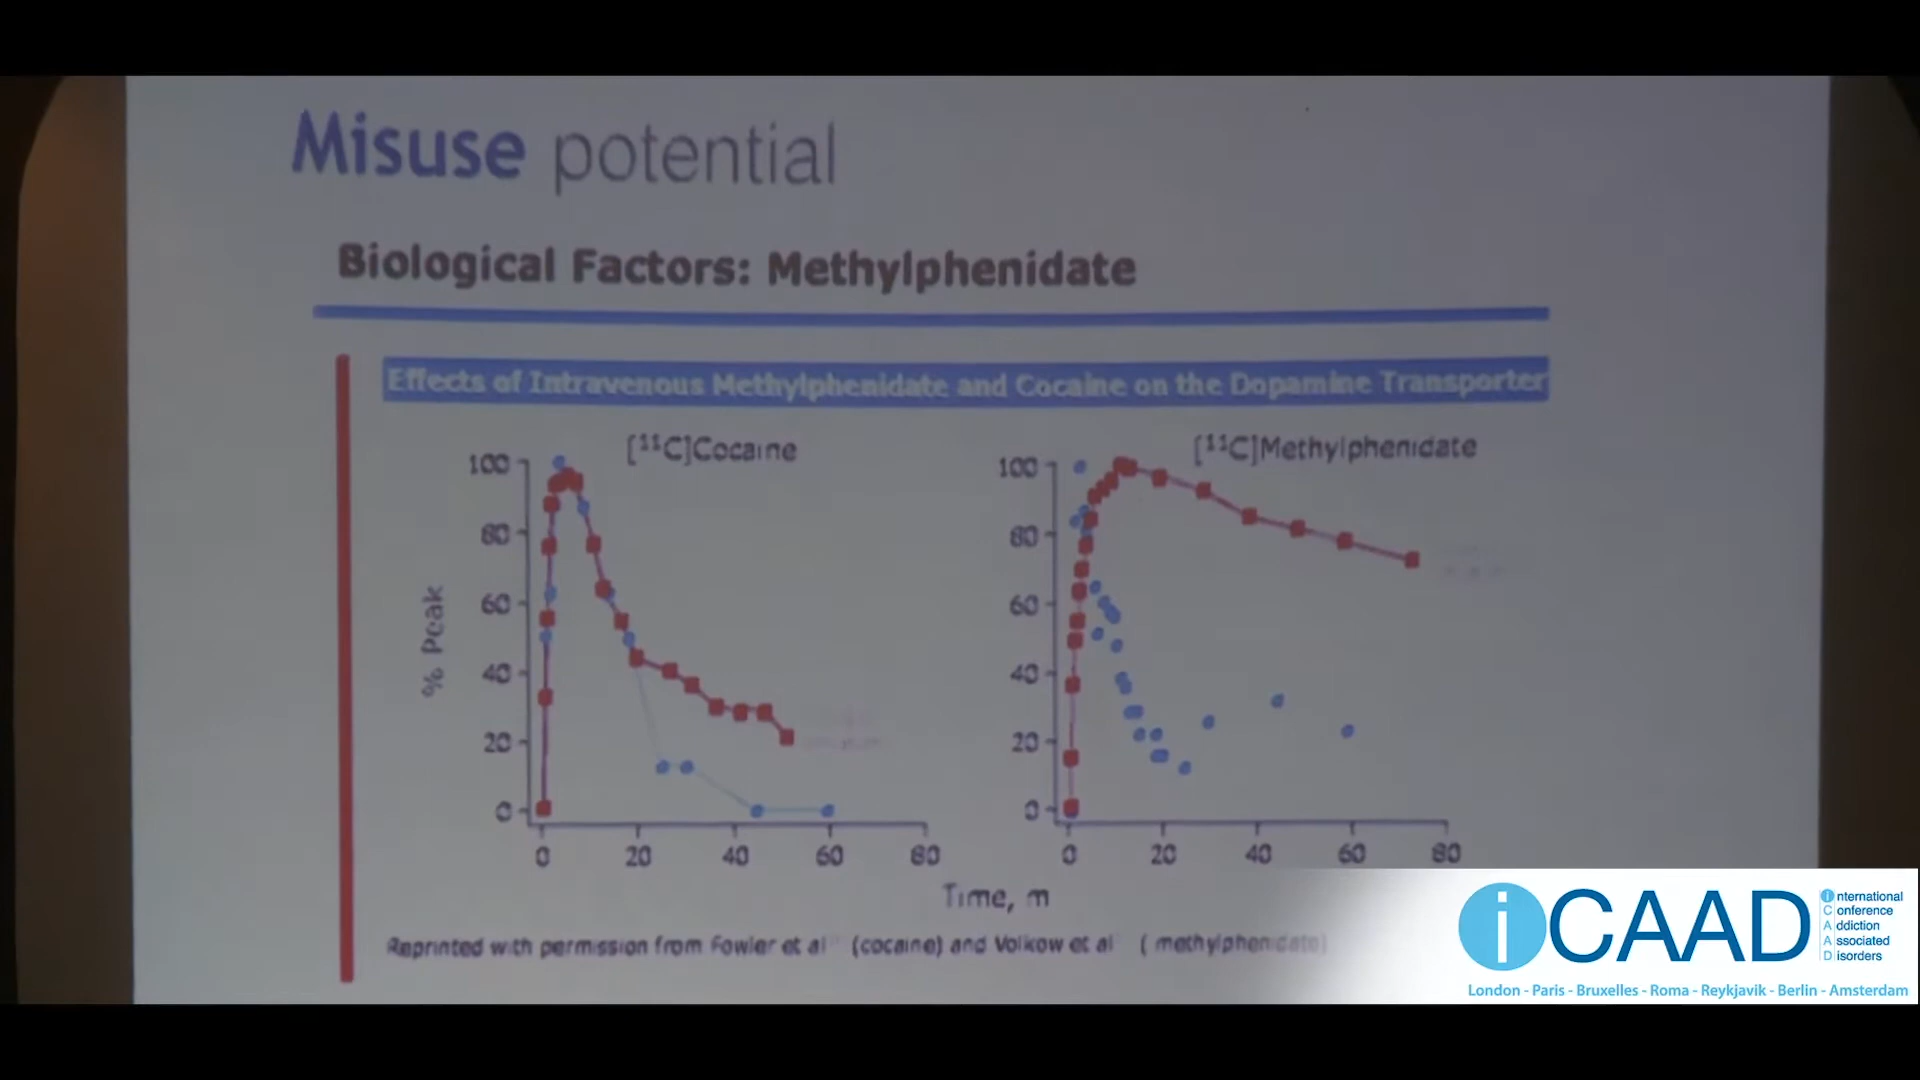 Misuse potential
Biological Factors: Methylphenidate
Effects of Intravenous Methylphenidate and Cocaine on the Dopamine Transporter
[¹¹C]Cocaine
[¹¹C]Methylphenidate
% Peak
100
80
60
40
20
0
0 20 40 60 80
100
80
60
40
20
0
0 20 40 60 80
Time, m
Reprinted with permission from Fowler et al (cocaine) and Volkow et al ( methylphenidate)
iCAAD
International
Conference
Addiction
Associated
Disorders
London - Paris - Bruxelles - Roma - Reykjavik - Berlin - Amsterdam